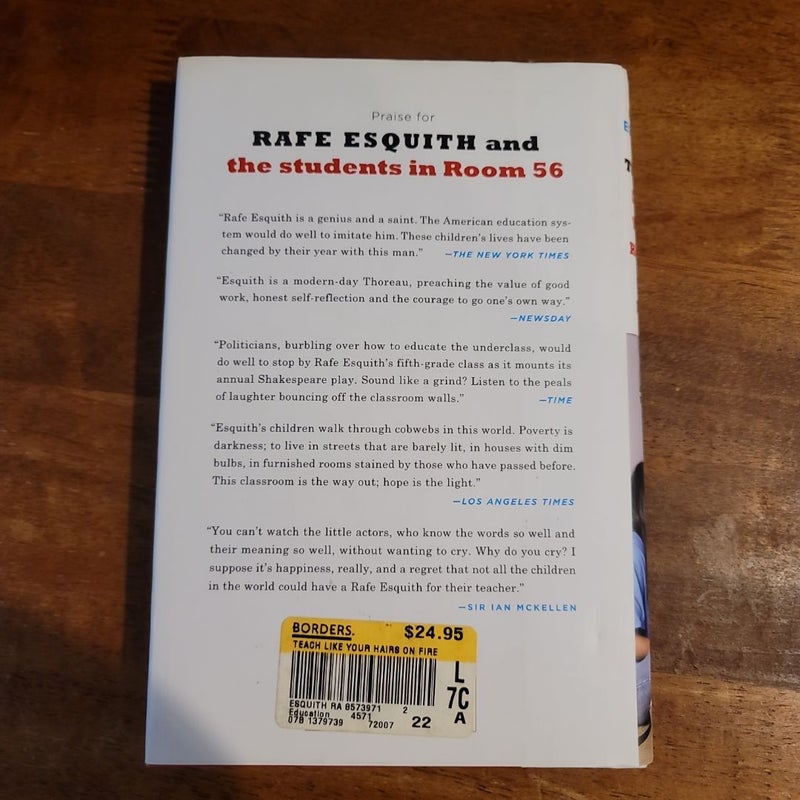 Praise for
RAFE ESQUITH and
the students in Room 56
“Rafe Esquith is a genius and a saint. The American education sys-
tem would do well to imitate him. These children’s lives have been
changed by their year with this man.” —THE NEW YORK TIMES
“Esquith is a modern-day Thoreau, preaching the value of good
work, honest self-reflection and the courage to go one’s own way.”
—NEWSDAY
“Politicians, burbling over how to educate the underclass, would
do well to stop by Rafe Esquith’s fifth-grade class as it mounts its
annual Shakespeare play. Sound like a grind? Listen to the peals
of laughter bouncing off the classroom walls.” —TIME
“Esquith’s children walk through cobwebs in this world. Poverty is
darkness; to live in streets that are barely lit, in houses with dim
bulbs, in furnished rooms stained by those who have passed before.
This classroom is the way out; hope is the light.”
—LOS ANGELES TIMES
“You can’t watch the little actors, who know the words so well and
their meaning so well, without wanting to cry. Why do you cry? I
suppose it’s happiness, really, and a regret that not all the children
in the world could have a Rafe Esquith for their teacher.”
—SIR IAN MCKELLEN
BORDERS. $24.95
TEACH LIKE YOUR HAIRS ON FIRE
L
7C
A
ESQUITH RA 8573971 2
Education 4571
078 1379739 72007 22